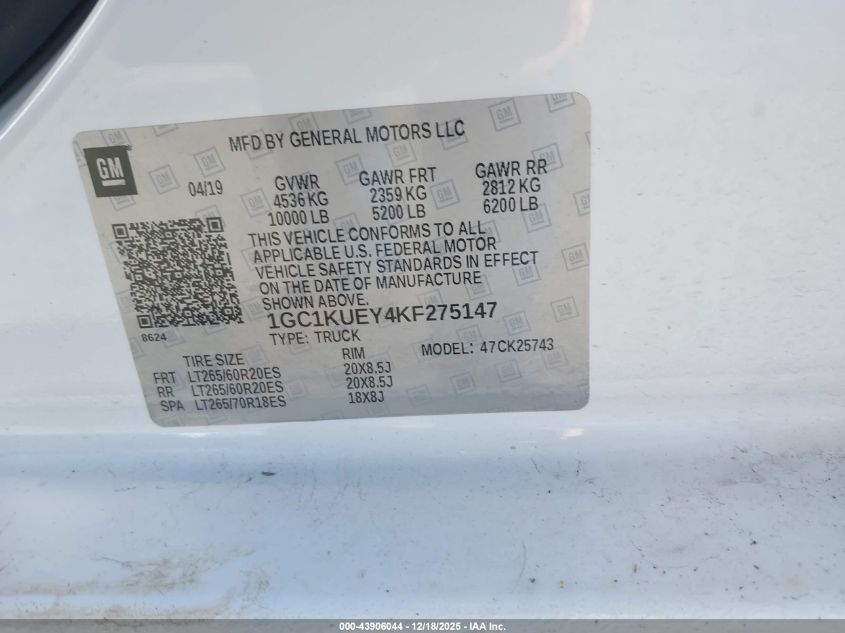 MFD BY GENERAL MOTORS LLC
GM
04/19
GVWR
4536 KG
10000 LB
GAWR FRT
2359 KG
5200 LB
GAWR RR
2812 KG
6200 LB
THIS VEHICLE CONFORMS TO ALL
APPLICABLE U.S. FEDERAL MOTOR
VEHICLE SAFETY STANDARDS IN EFFECT
ON THE DATE OF MANUFACTURE
SHOWN ABOVE.
1GC1KUEY4KF275147
8624
TYPE: TRUCK
MODEL: 47CK25743
TIRE SIZE RIM
FRT LT265/60R20ES 20X8.5J
RR LT265/60R20ES 20X8.5J
SPA LT265/70R18ES 18X8J
000-43906044 - 12/18/2025 - IAA Inc.